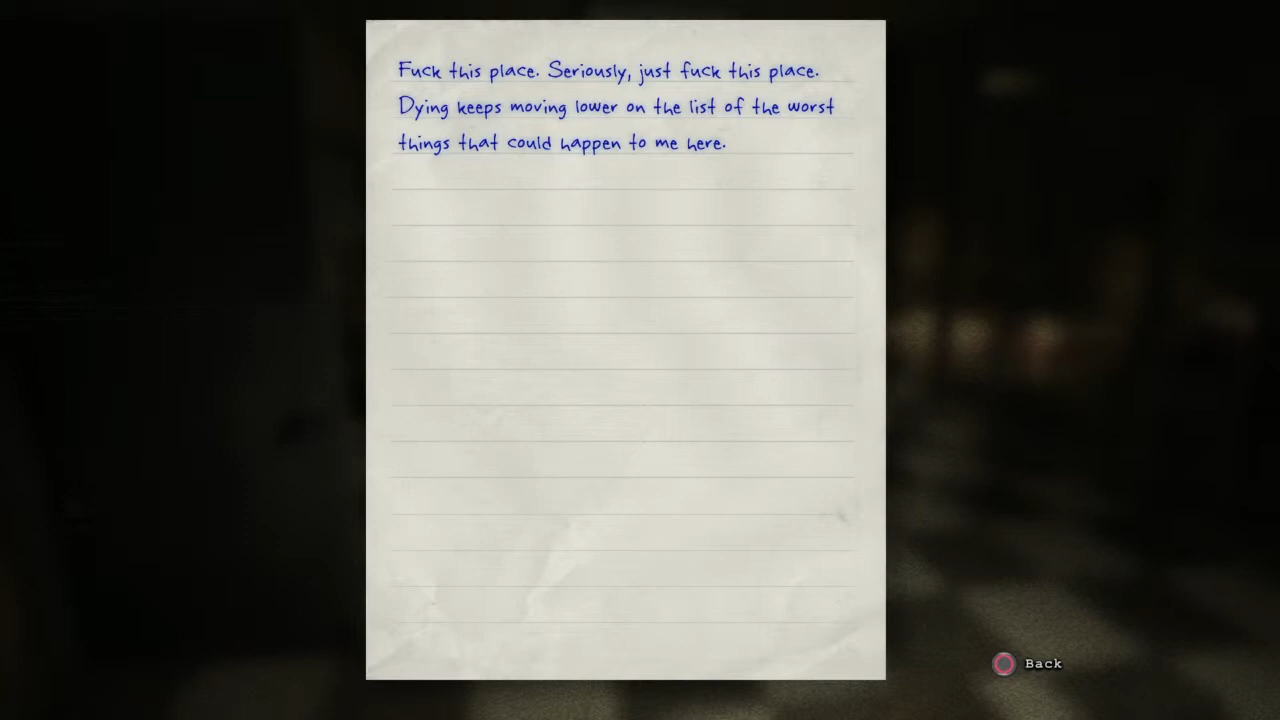 Fuck this place. Seriously, just fuck this place.
Dying keeps moving lower on the list of the worst
things that could happen to me here.
Back